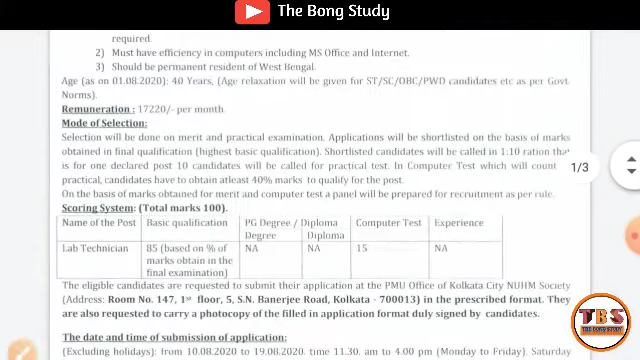 The Bong Study
required.
2) Must have efficiency in computers including MS Office and Internet.
3) Should be permanent resident of West Bengal.
Age (as on 01.08.2020): 40 Years, (Age relaxation will be given for ST/SC/OBC/PWD candidates etc as per Govt.
Norms)
Remuneration : 17220/- per month
Mode of Selection:
Selection will be done on merit and practical examination. Applications will be shortlisted on the basis of marks
obtained in final qualification (highest basic qualification). Shortlisted candidates will be called in 1:10 ration that
is for one declared post 10 candidates will be called for practical test. In Computer Test which will count
practical, candidates have to obtain atleast 40% marks to qualify for the post.
On the basis of marks obtained for merit and computer test a panel will be prepared for recruitment as per rule.
1/3
Scoring System: (Total marks 100)
Name of the Post Basic qualification PG Degree / Diploma Computer Test Experience
Degree Diploma
Lab Technician 85 (based on % of NA NA 15 NA
marks obtain in the
final examination)
The eligible candidates are requested to submit their application at the PMU Office of Kolkata City NUHM Society
(Address: Room No. 147, 1st floor, 5, S.N. Banerjee Road, Kolkata - 700013) in the prescribed format. They
are also requested to carry a photocopy of the filled in application format duly signed by candidates.
The date and time of submission of application:
(Excluding holidays): from 10.08.2020 to 19.08.2020, time 11.30, am to 4.00 pm (Monday to Friday). Saturday
TBS
THE BONG STUDY